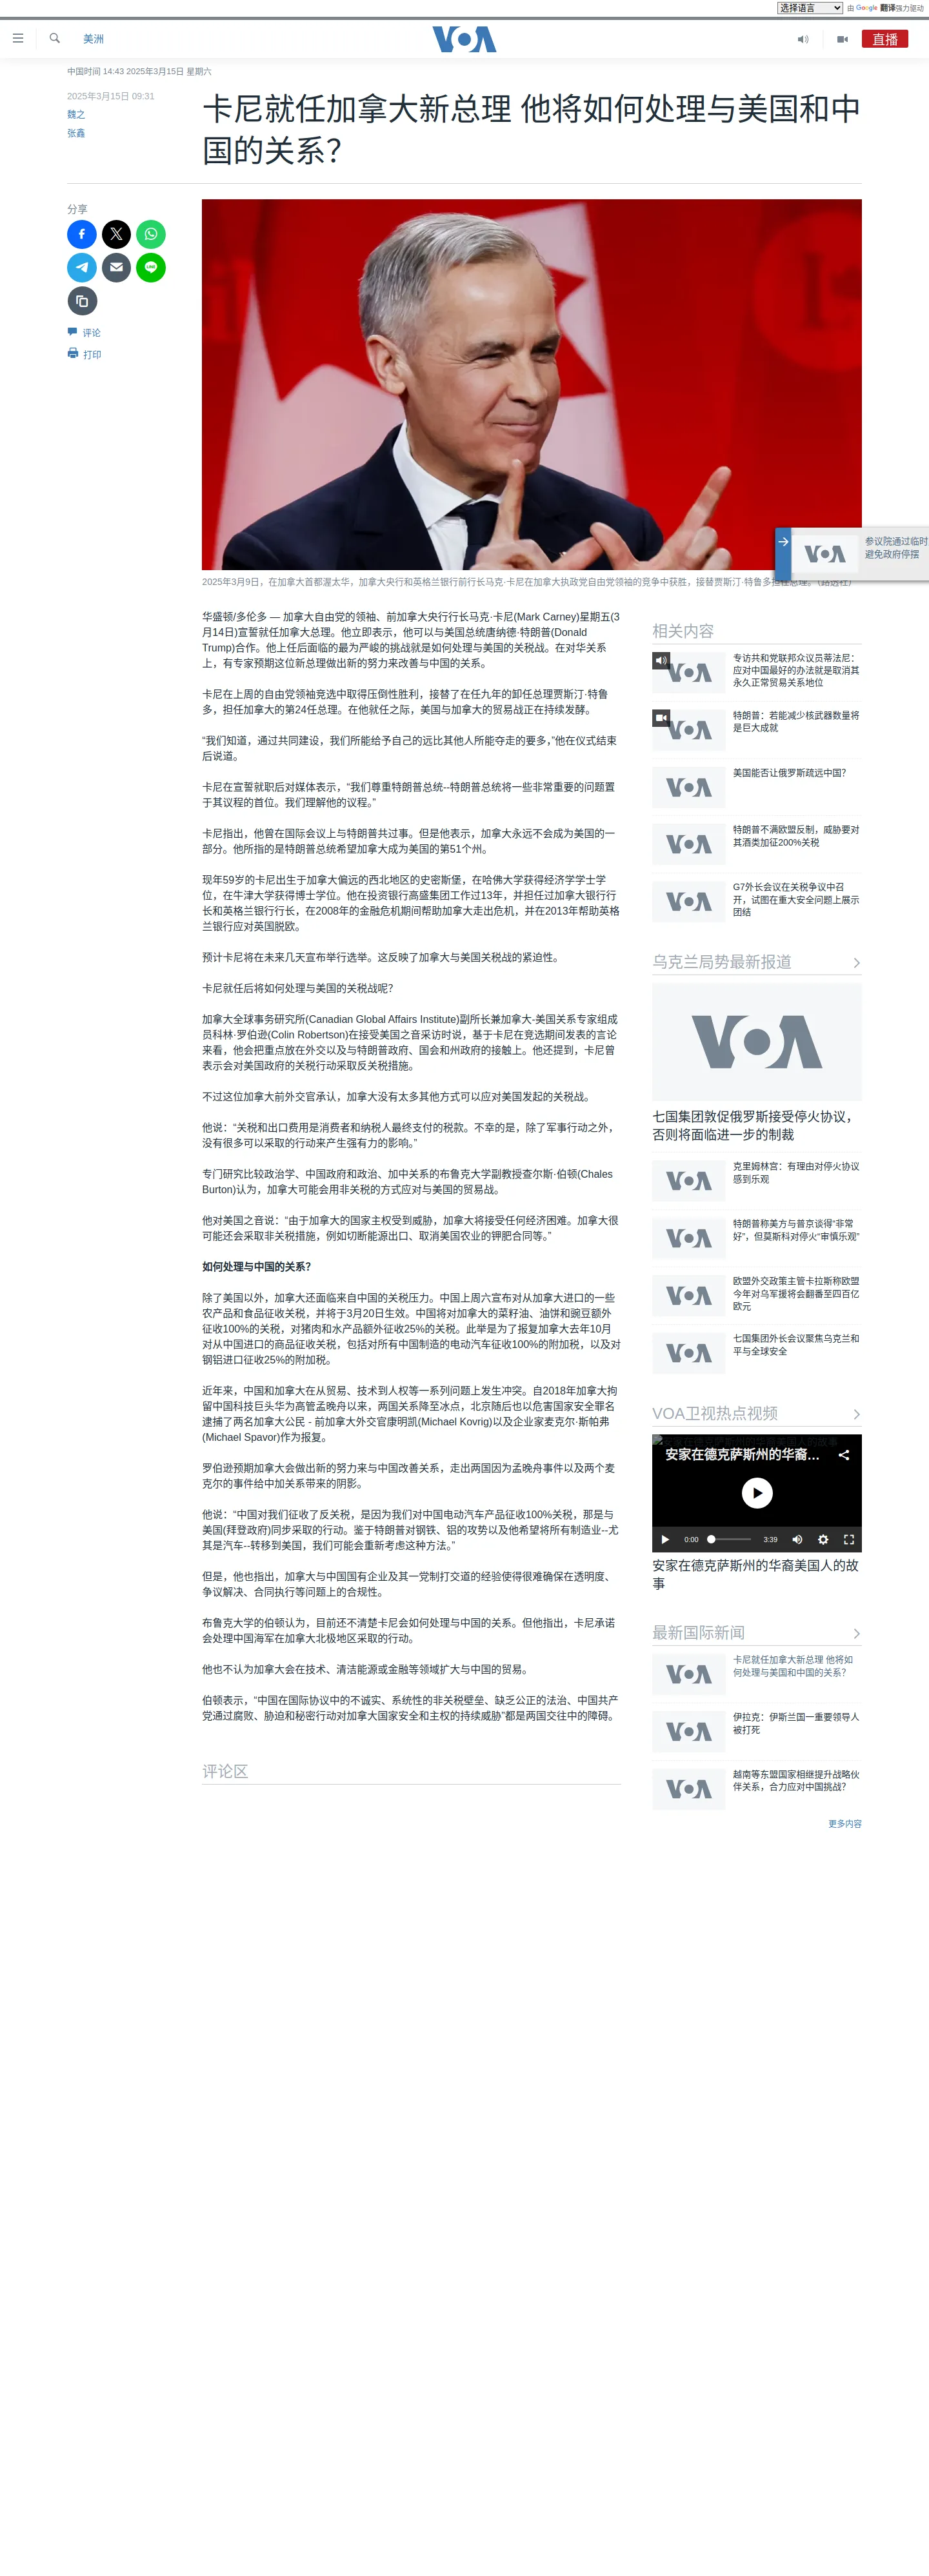 选择语言 由 Google 翻译强力驱动
美洲
VOA
直播
中国时间 14:43 2025年3月15日 星期六
2025年3月15日 09:31
魏之
张鑫
卡尼就任加拿大新总理 他将如何处理与美国和中
国的关系？
分享
评论
打印
参议院通过临时
避免政府停摆
2025年3月9日，在加拿大首都渥太华，加拿大央行和英格兰银行前行长马克·卡尼在加拿大执政党自由党领袖的竞争中获胜，接替贾斯汀·特鲁多担任总理。（路透社）
华盛顿/多伦多 — 加拿大自由党的领袖、前加拿大央行行长马克·卡尼(Mark Carney)星期五(3
月14日)宣誓就任加拿大总理。他立即表示，他可以与美国总统唐纳德·特朗普(Donald
Trump)合作。他上任后面临的最为严峻的挑战就是如何处理与美国的关税战。在对华关系
上，有专家预期这位新总理做出新的努力来改善与中国的关系。
卡尼在上周的自由党领袖竞选中取得压倒性胜利，接替了在任九年的卸任总理贾斯汀·特鲁
多，担任加拿大的第24任总理。在他就任之际，美国与加拿大的贸易战正在持续发酵。
“我们知道，通过共同建设，我们所能给予自己的远比其他人所能夺走的要多，”他在仪式结束
后说道。
卡尼在宣誓就职后对媒体表示，“我们尊重特朗普总统--特朗普总统将一些非常重要的问题置
于其议程的首位。我们理解他的议程。”
卡尼指出，他曾在国际会议上与特朗普共过事。但是他表示，加拿大永远不会成为美国的一
部分。他所指的是特朗普总统希望加拿大成为美国的第51个州。
现年59岁的卡尼出生于加拿大偏远的西北地区的史密斯堡，在哈佛大学获得经济学学士学
位，在牛津大学获得博士学位。他在投资银行高盛集团工作过13年，并担任过加拿大银行行
长和英格兰银行行长，在2008年的金融危机期间帮助加拿大走出危机，并在2013年帮助英格
兰银行应对英国脱欧。
预计卡尼将在未来几天宣布举行选举。这反映了加拿大与美国关税战的紧迫性。
卡尼就任后将如何处理与美国的关税战呢？
加拿大全球事务研究所(Canadian Global Affairs Institute)副所长兼加拿大-美国关系专家组成
员科林·罗伯逊(Colin Robertson)在接受美国之音采访时说，基于卡尼在竞选期间发表的言论
来看，他会把重点放在外交以及与特朗普政府、国会和州政府的接触上。他还提到，卡尼曾
表示会对美国政府的关税行动采取反关税措施。
不过这位加拿大前外交官承认，加拿大没有太多其他方式可以应对美国发起的关税战。
他说：“关税和出口费用是消费者和纳税人最终支付的税款。不幸的是，除了军事行动之外，
没有很多可以采取的行动来产生强有力的影响。”
专门研究比较政治学、中国政府和政治、加中关系的布鲁克大学副教授查尔斯·伯顿(Chales
Burton)认为，加拿大可能会用非关税的方式应对与美国的贸易战。
他对美国之音说：“由于加拿大的国家主权受到威胁，加拿大将接受任何经济困难。加拿大很
可能还会采取非关税措施，例如切断能源出口、取消美国农业的钾肥合同等。”
如何处理与中国的关系？
除了美国以外，加拿大还面临来自中国的关税压力。中国上周六宣布对从加拿大进口的一些
农产品和食品征收关税，并将于3月20日生效。中国将对加拿大的菜籽油、油饼和豌豆额外
征收100%的关税，对猪肉和水产品额外征收25%的关税。此举是为了报复加拿大去年10月
对从中国进口的商品征收关税，包括对所有中国制造的电动汽车征收100%的附加税，以及对
钢铝进口征收25%的附加税。
近年来，中国和加拿大在从贸易、技术到人权等一系列问题上发生冲突。自2018年加拿大拘
留中国科技巨头华为高管孟晚舟以来，两国关系降至冰点，北京随后也以危害国家安全罪名
逮捕了两名加拿大公民 - 前加拿大外交官康明凯(Michael Kovrig)以及企业家麦克尔·斯帕弗
(Michael Spavor)作为报复。
罗伯逊预期加拿大会做出新的努力来与中国改善关系，走出两国因为孟晚舟事件以及两个麦
克尔的事件给中加关系带来的阴影。
他说：“中国对我们征收了反关税，是因为我们对中国电动汽车产品征收100%关税，那是与
美国(拜登政府)同步采取的行动。鉴于特朗普对钢铁、铝的攻势以及他希望将所有制造业--尤
其是汽车--转移到美国，我们可能会重新考虑这种方法。”
但是，他也指出，加拿大与中国国有企业及其一党制打交道的经验使得很难确保在透明度、
争议解决、合同执行等问题上的合规性。
布鲁克大学的伯顿认为，目前还不清楚卡尼会如何处理与中国的关系。但他指出，卡尼承诺
会处理中国海军在加拿大北极地区采取的行动。
他也不认为加拿大会在技术、清洁能源或金融等领域扩大与中国的贸易。
伯顿表示，“中国在国际协议中的不诚实、系统性的非关税壁垒、缺乏公正的法治、中国共产
党通过腐败、胁迫和秘密行动对加拿大国家安全和主权的持续威胁”都是两国交往中的障碍。
评论区
相关内容
专访共和党联邦众议员蒂法尼：
应对中国最好的办法就是取消其
永久正常贸易关系地位
特朗普：若能减少核武器数量将
是巨大成就
美国能否让俄罗斯疏远中国？
特朗普不满欧盟反制，威胁要对
其酒类加征200%关税
G7外长会议在关税争议中召
开，试图在重大安全问题上展示
团结
乌克兰局势最新报道
七国集团敦促俄罗斯接受停火协议，
否则将面临进一步的制裁
克里姆林宫：有理由对停火协议
感到乐观
特朗普称美方与普京谈得“非常
好”，但莫斯科对停火“审慎乐观”
欧盟外交政策主管卡拉斯称欧盟
今年对乌军援将会翻番至四百亿
欧元
七国集团外长会议聚焦乌克兰和
平与全球安全
VOA卫视热点视频
安家在德克萨斯州的华裔...
0:00 3:39
安家在德克萨斯州的华裔美国人的故
事
最新国际新闻
卡尼就任加拿大新总理 他将如
何处理与美国和中国的关系？
伊拉克：伊斯兰国一重要领导人
被打死
越南等东盟国家相继提升战略伙
伴关系，合力应对中国挑战？
更多内容